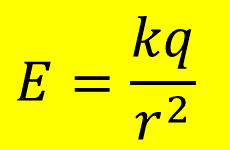 E = kq/r²